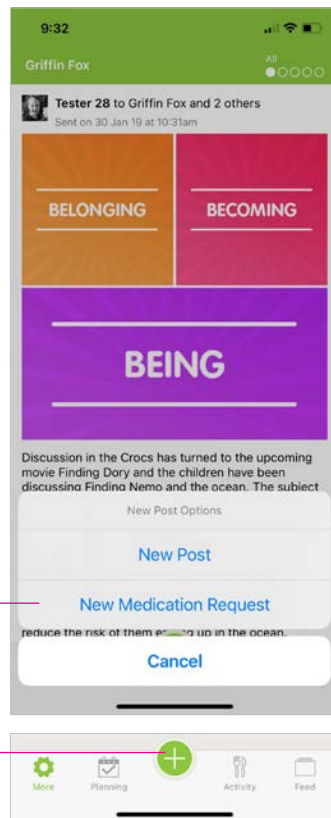 9:32
Griffin Fox
All
Tester 28 to Griffin Fox and 2 others
Sent on 30 Jan 19 at 10:31am
BELONGING
BECOMING
BEING
Discussion in the Crocs has turned to the upcoming
movie Finding Dory and the children have been
discussing Finding Nemo and the ocean. The subject
New Post Options
New Post
New Medication Request
reduce the risk of them up in the ocean.
Cancel
More
Planning
Activity
Feed